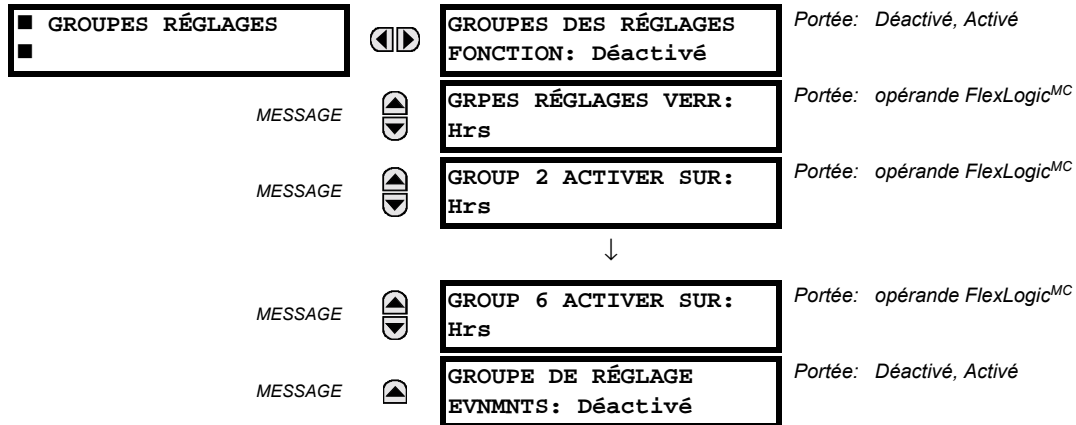 ■ GROUPES RÉGLAGES
■
GROUPES DES RÉGLAGES
FONCTION: Déactivé
Portée: Déactivé, Activé
MESSAGE
GRPES RÉGLAGES VERR:
Hrs
Portée: opérande FlexLogicMC
MESSAGE
GROUP 2 ACTIVER SUR:
Hrs
Portée: opérande FlexLogicMC
↓
MESSAGE
GROUP 6 ACTIVER SUR:
Hrs
Portée: opérande FlexLogicMC
MESSAGE
GROUPE DE RÉGLAGE
EVNMNTS: Déactivé
Portée: Déactivé, Activé